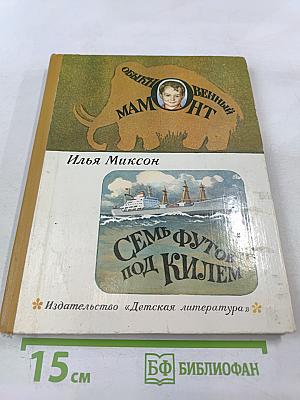 ОБЫКНОВЕННЫЙ
МАМОНТ
Илья Миксон
СЕМЬ ФУТОВ
ПОД КИЛЕМ
Издательство «Детская литература»
15 см
БФ БИБЛИОФАН